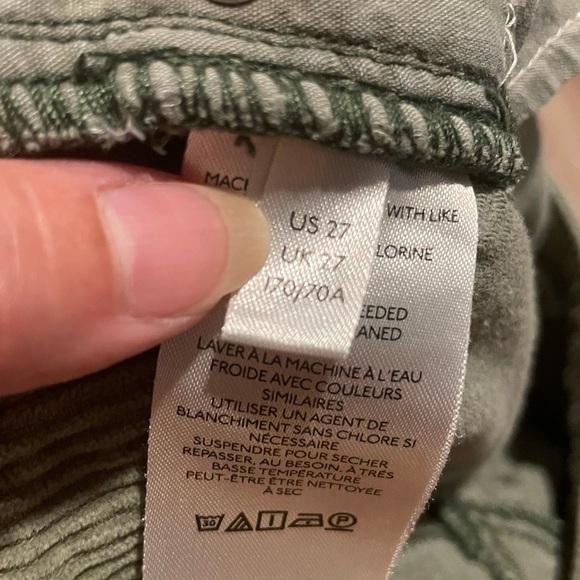 MACI
US 27
WITH LIKE
UK 27
LORINE
170/70A
EEDED
ANED
LAVER À LA MACHINE À L'EAU
FROIDE AVEC COULEURS
SIMILAIRES
UTILISER UN AGENT DE
BLANCHIMENT SANS CHLORE SI
NÉCESSAIRE
SUSPENDRE POUR SECHER
REPASSER, AU BESOIN, À TRÉS
BASSE TEMPÉRATURE
PEUT-ÊTRE ÊTRE NETTOYÉE
À SEC
30
P